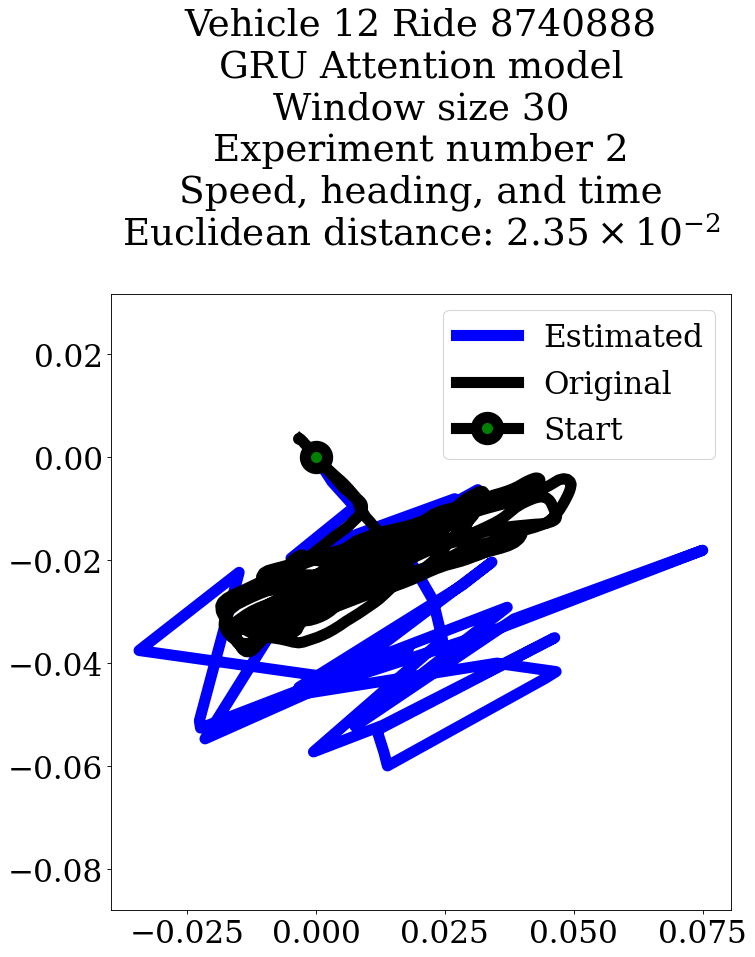 Vehicle 12 Ride 8740888
GRU Attention model
Window size 30
Experiment number 2
Speed, heading, and time
Euclidean distance: 2.35 × 10⁻²
Estimated
Original
Start
0.02
0.00
−0.02
−0.04
−0.06
−0.08
−0.025 0.000 0.025 0.050 0.075